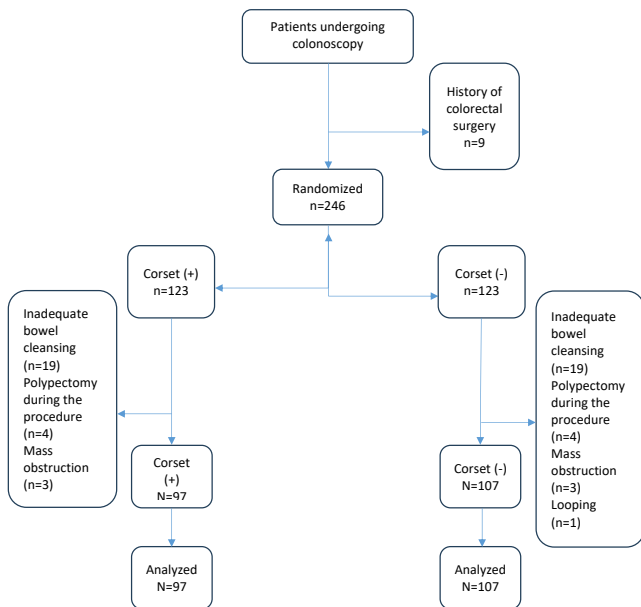 Patients undergoing
colonoscopy
History of
colorectal
surgery
n=9
Randomized
n=246
Corset (+)
n=123
Corset (-)
n=123
Inadequate
bowel
cleansing
(n=19)
Polypectomy
during the
procedure
(n=4)
Mass
obstruction
(n=3)
Inadequate
bowel
cleansing
(n=19)
Polypectomy
during the
procedure
(n=4)
Mass
obstruction
(n=3)
Looping
(n=1)
Corset
(+)
N=97
Corset (-)
N=107
Analyzed
N=97
Analyzed
N=107